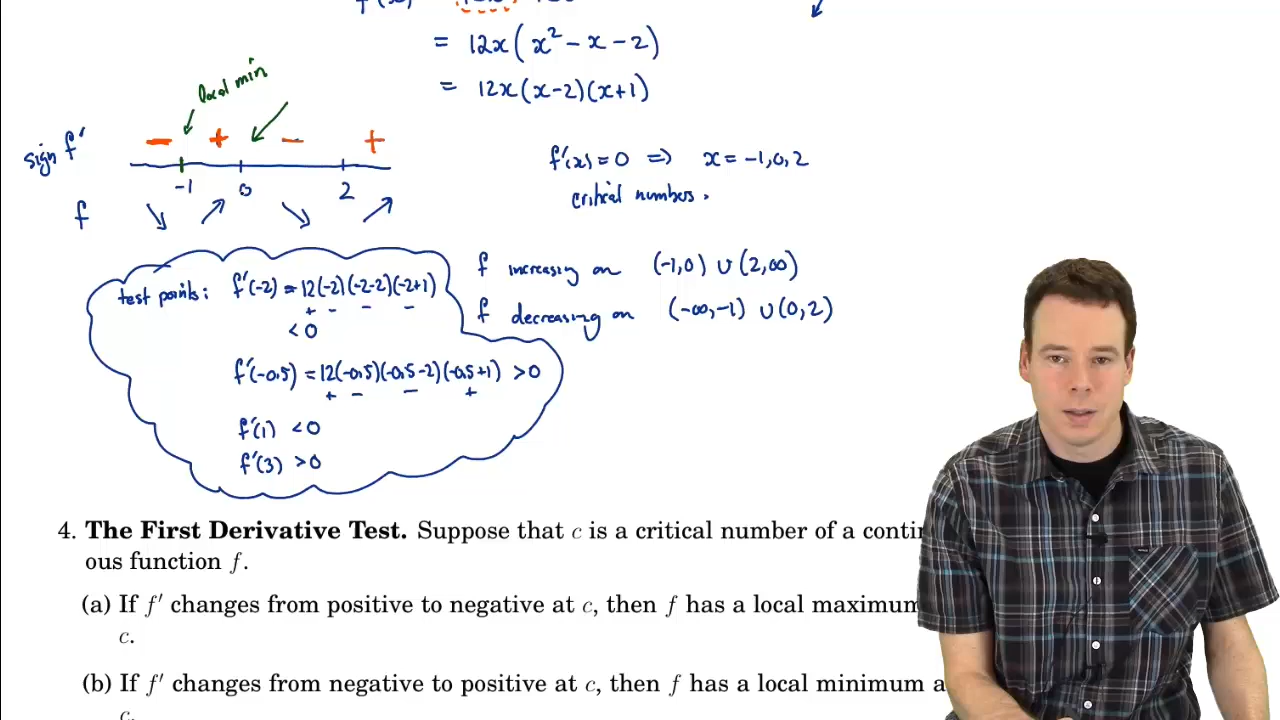 = 12x(x² - x - 2)
= 12x(x-2)(x+1)
local min
sign f′
− + − +
-1 0 2
f
f′(x) = 0 ⇒ x = -1, 0, 2
critical numbers.
f increasing on (-1,0) ∪ (2,∞)
f decreasing on (-∞,-1) ∪ (0,2)
test points: f′(-2) = 12(-2)(-2-2)(-2+1)
+ − − −
< 0
f′(-0.5) = 12(-0.5)(-0.5-2)(-0.5+1) > 0
+ − − +
f′(1) < 0
f′(3) > 0
4. The First Derivative Test. Suppose that c is a critical number of a contin
ous function f.
(a) If f′ changes from positive to negative at c, then f has a local maximum
c.
(b) If f′ changes from negative to positive at c, then f has a local minimum a
c.